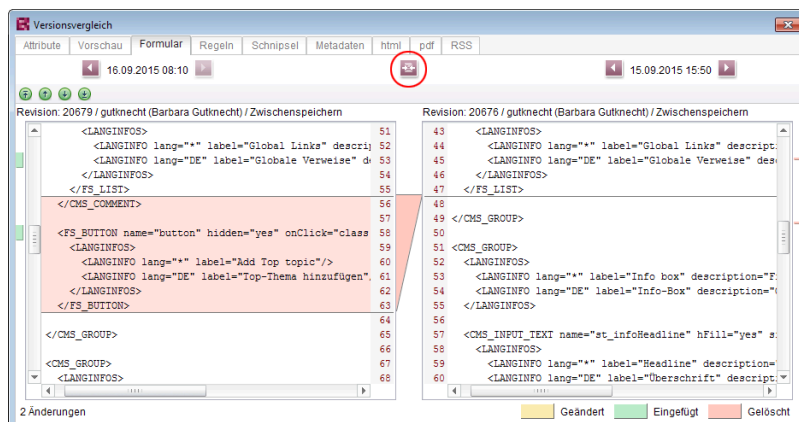 Versionsvergleich
Attribute Vorschau Formular Regeln Schnipsel Metadaten html pdf RSS
16.09.2015 08:10 15.09.2015 15:50
Revision: 20679 / gutknecht (Barbara Gutknecht) / Zwischenspeichern
<LANGINFOS> 51
<LANGINFO lang="*" label="Global Links" descri 52
<LANGINFO lang="DE" label="Globale Verweise" d 53
</LANGINFOS> 54
</FS_LIST> 55
</CMS_COMMENT> 56
57
<FS_BUTTON name="button" hidden="yes" onClick="class 58
<LANGINFOS> 59
<LANGINFO lang="*" label="Add Top topic"/> 60
<LANGINFO lang="DE" label="Top-Thema hinzufügen" 61
</LANGINFOS> 62
</FS_BUTTON> 63
64
</CMS_GROUP> 65
66
<CMS_GROUP> 67
<LANGINFOS> 68
Revision: 20676 / gutknecht (Barbara Gutknecht) / Zwischenspeichern
43 <LANGINFOS>
44 <LANGINFO lang="*" label="Global Links" descript
45 <LANGINFO lang="DE" label="Globale Verweise" des
46 </LANGINFOS>
47 </FS_LIST>
48
49 </CMS_GROUP>
50
51 <CMS_GROUP>
52 <LANGINFOS>
53 <LANGINFO lang="*" label="Info box" description="F
54 <LANGINFO lang="DE" label="Info-Box" description="
55 </LANGINFOS>
56
57 <CMS_INPUT_TEXT name="st_infoHeadline" hFill="yes" s
58 <LANGINFOS>
59 <LANGINFO lang="*" label="Headline" description=
60 <LANGINFO lang="DE" label="Überschrift" descript
2 Änderungen Geändert Eingefügt Gelöscht